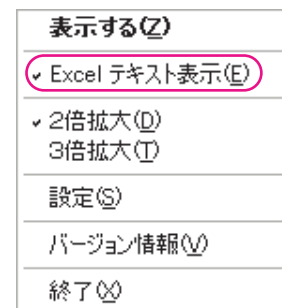 表示する(Z)
✓ Excel テキスト表示(E)
✓ 2倍拡大(D)
3倍拡大(T)
設定(S)
バージョン情報(V)
終了(X)